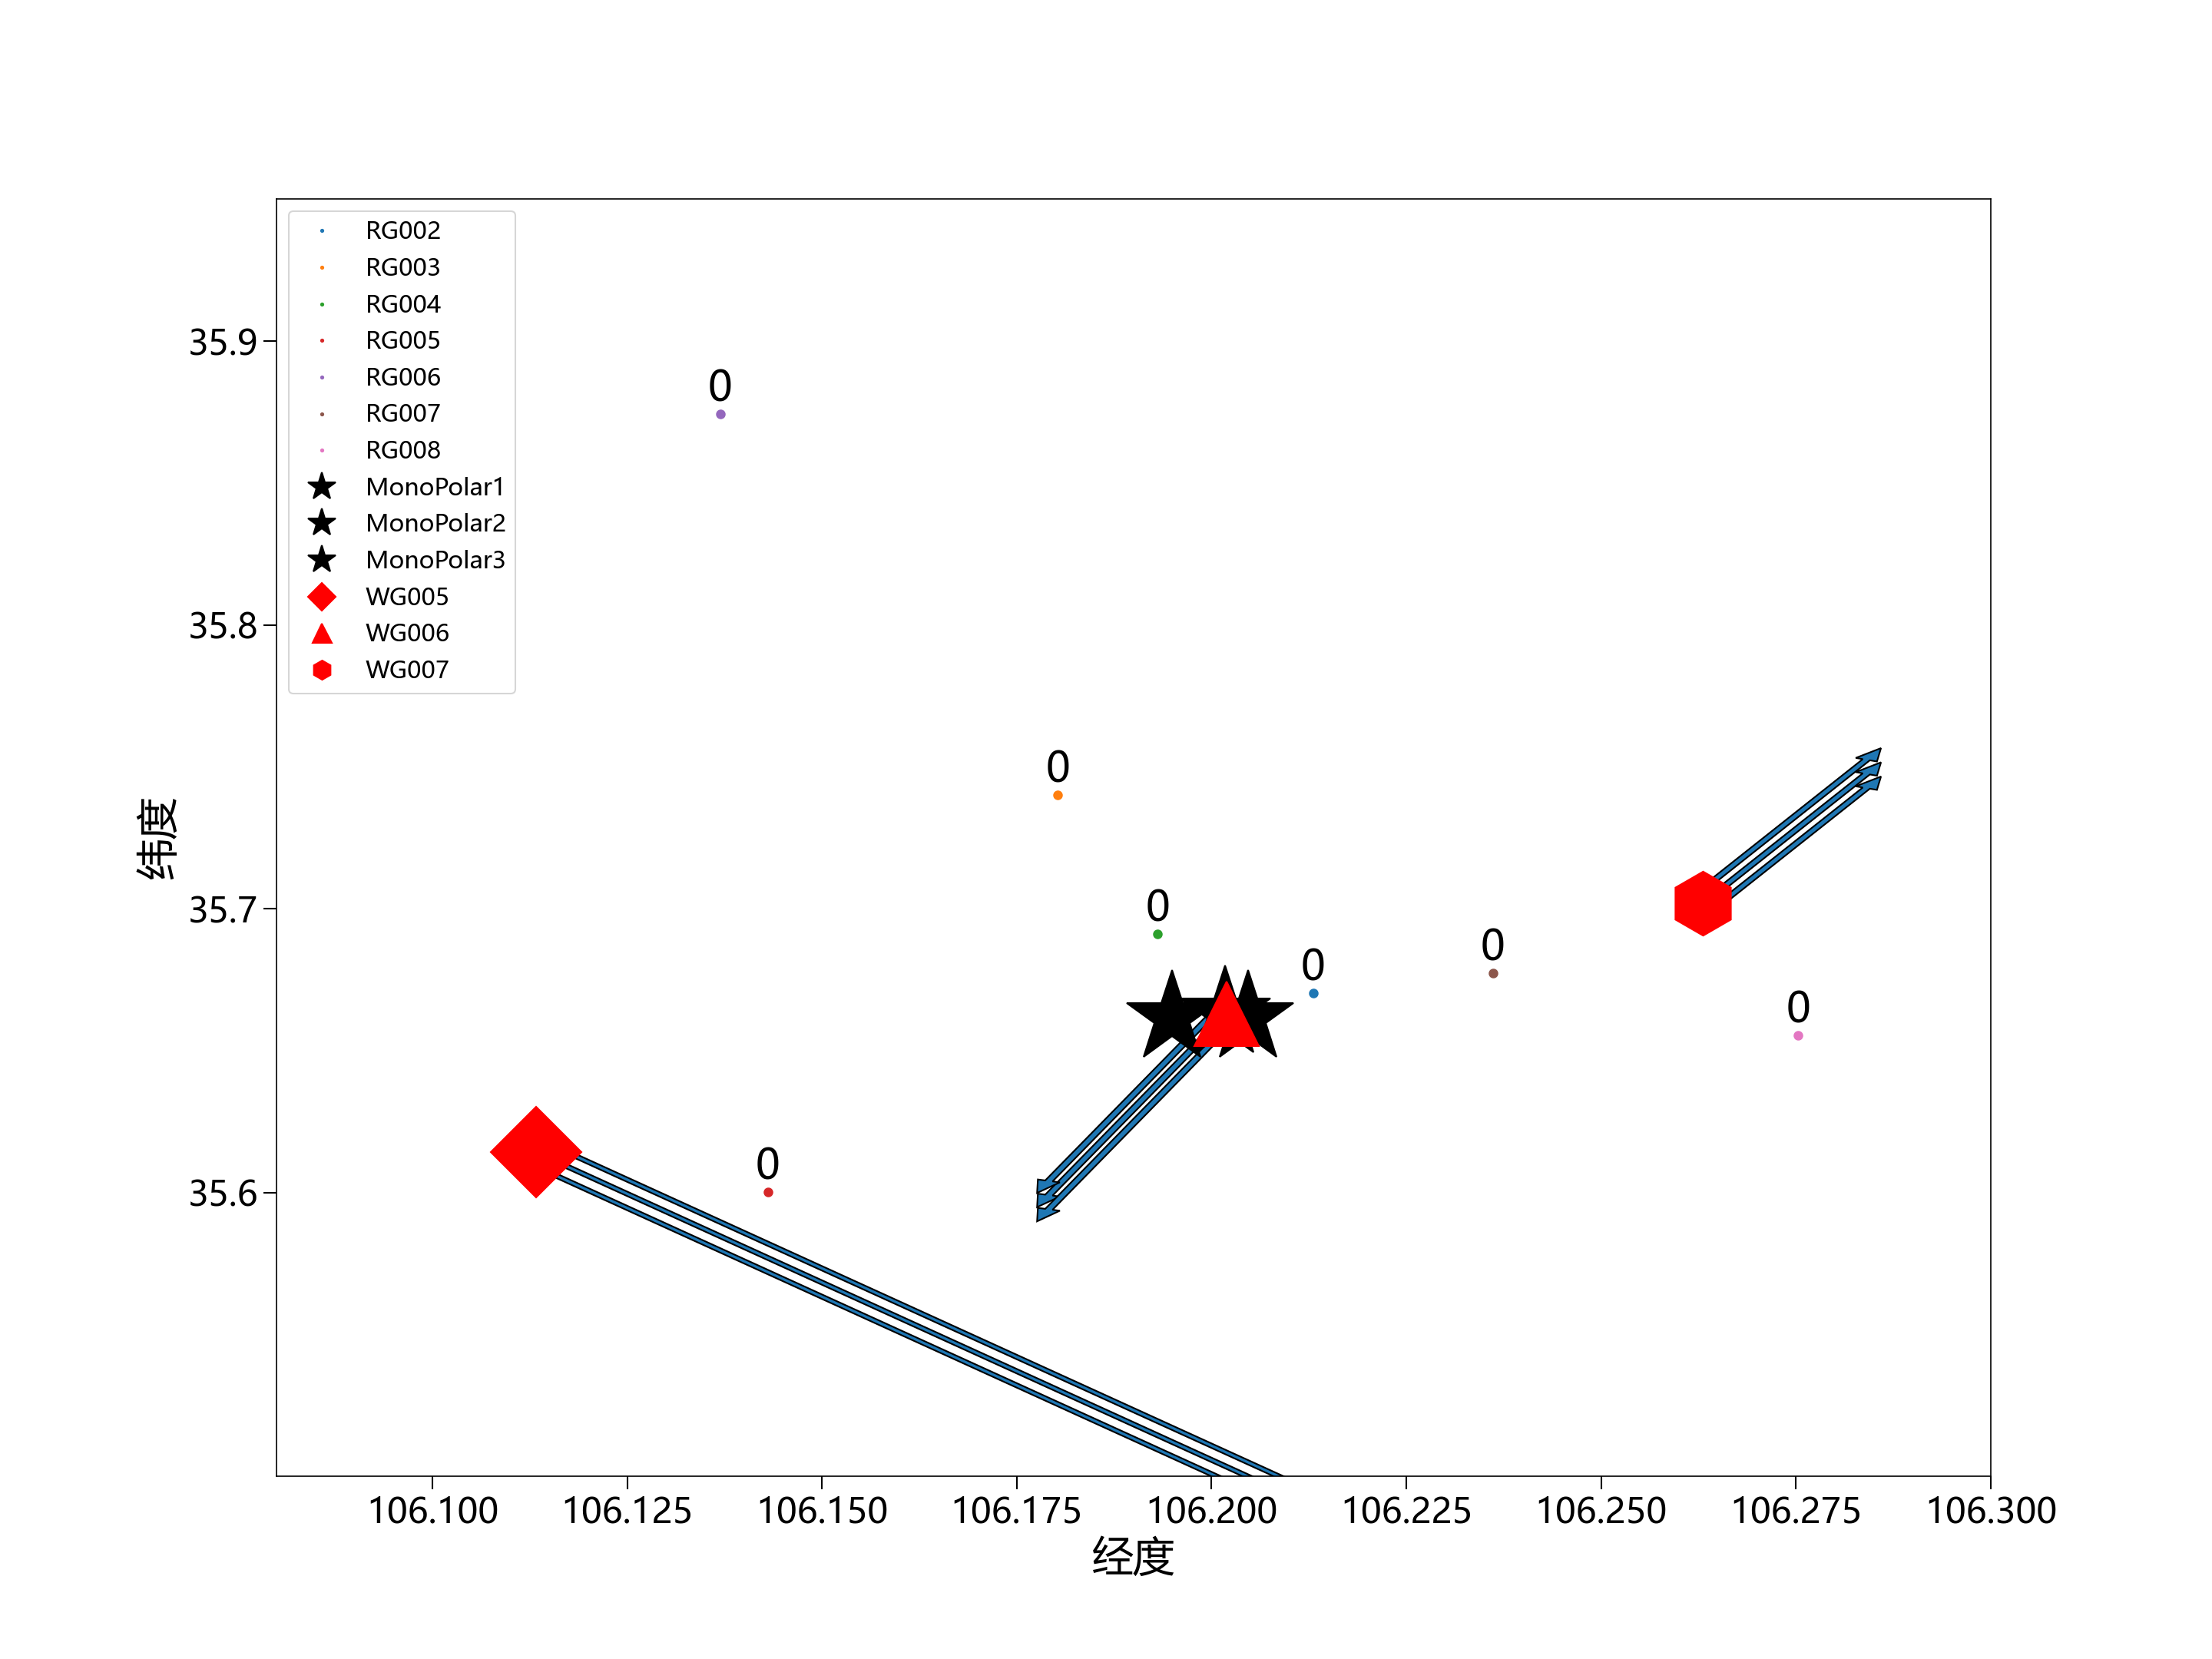 RG002
RG003
RG004
RG005
RG006
RG007
RG008
MonoPolar1
MonoPolar2
MonoPolar3
WG005
WG006
WG007
35.9
35.8
35.7
35.6
纬度
0
0
0
0
0
0
0
106.100
106.125
106.150
106.175
106.200
106.225
106.250
106.275
106.300
经度